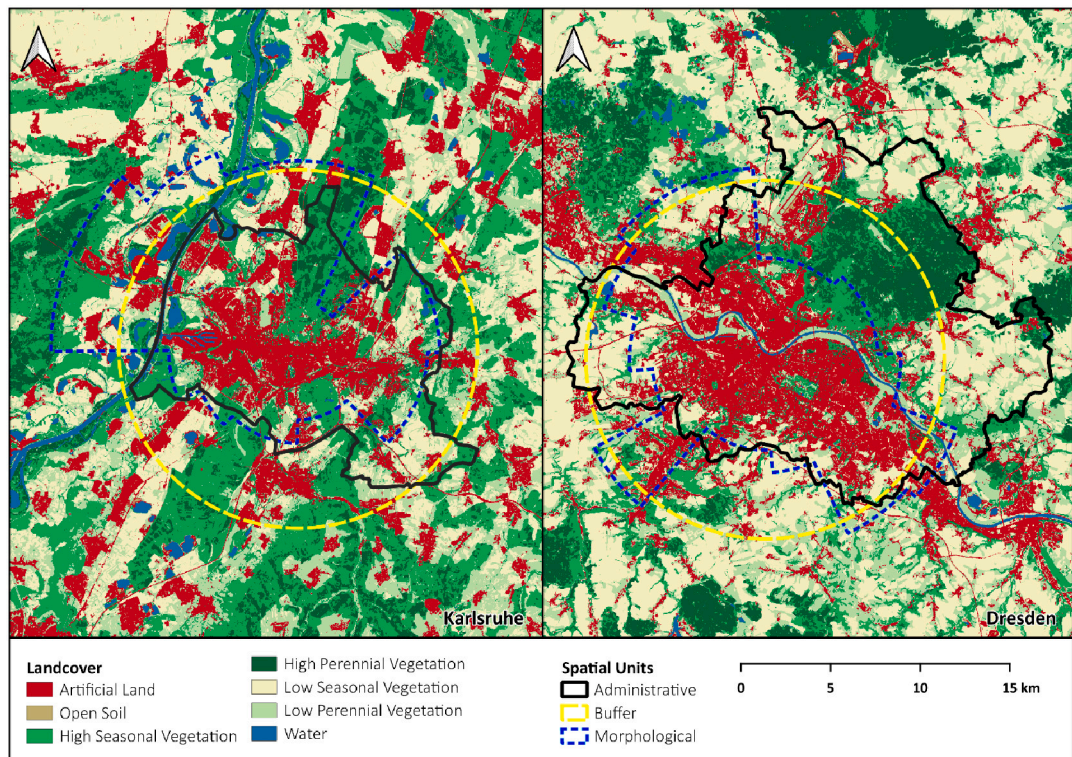 Karlsruhe
Dresden
Landcover
Artificial Land
Open Soil
High Seasonal Vegetation
High Perennial Vegetation
Low Seasonal Vegetation
Low Perennial Vegetation
Water
Spatial Units
Administrative
Buffer
Morphological
0 5 10 15 km